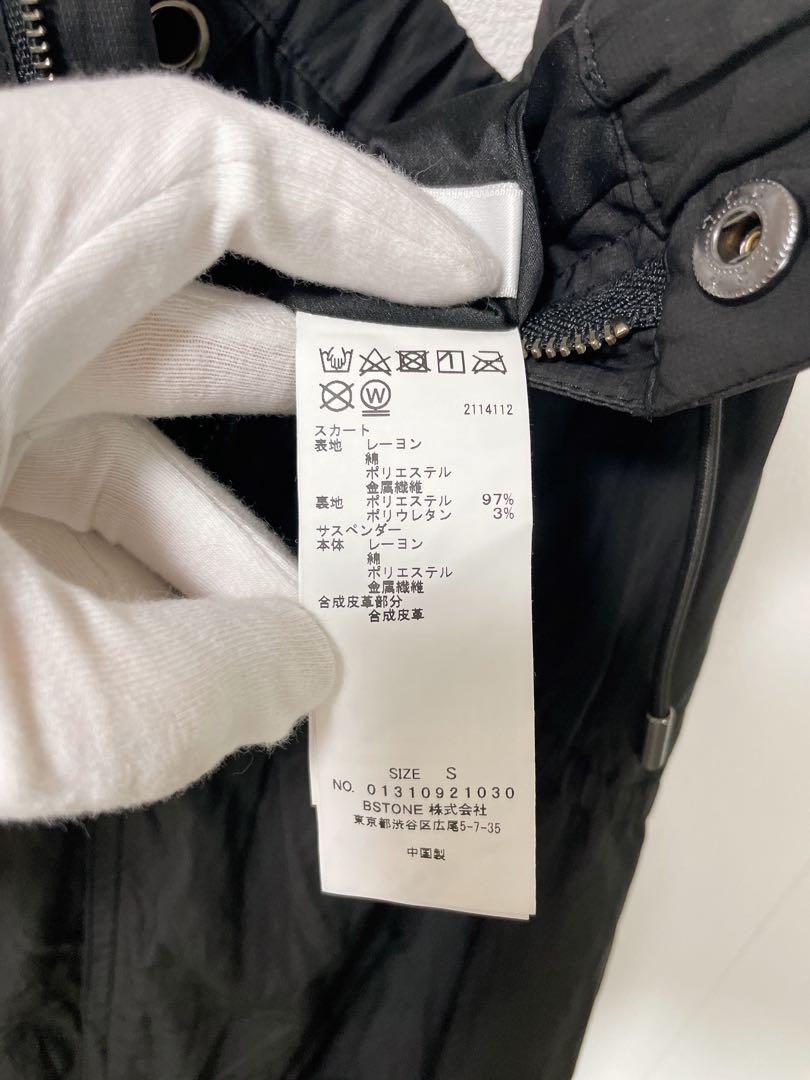 W
2114112
スカート
表地 レーヨン
綿
ポリエステル
金属繊維
裏地 ポリエステル 97%
ポリウレタン 3%
サスペンダー
本体 レーヨン
綿
ポリエステル
金属繊維
合成皮革部分
合成皮革
SIZE S
NO. 01310921030
BSTONE 株式会社
東京都渋谷区広尾5-7-35
中国製